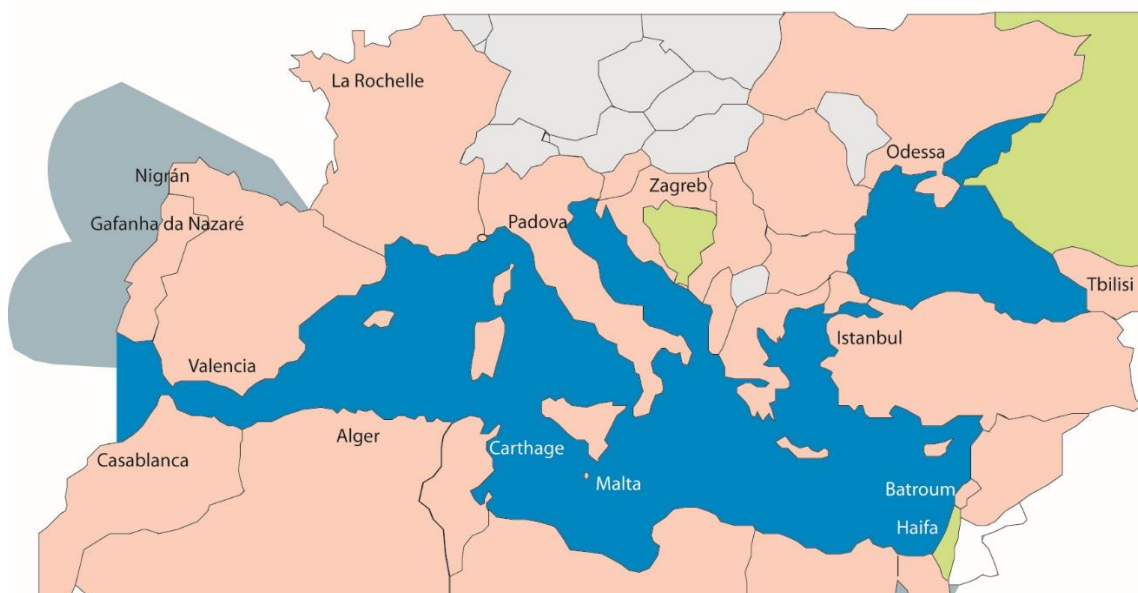 La Rochelle
Odessa
Nigrán
Zagreb
Gafanha da Nazaré
Padova
Tbilisi
Istanbul
Valencia
Alger
Carthage
Casablanca
Malta
Batroum
Haifa